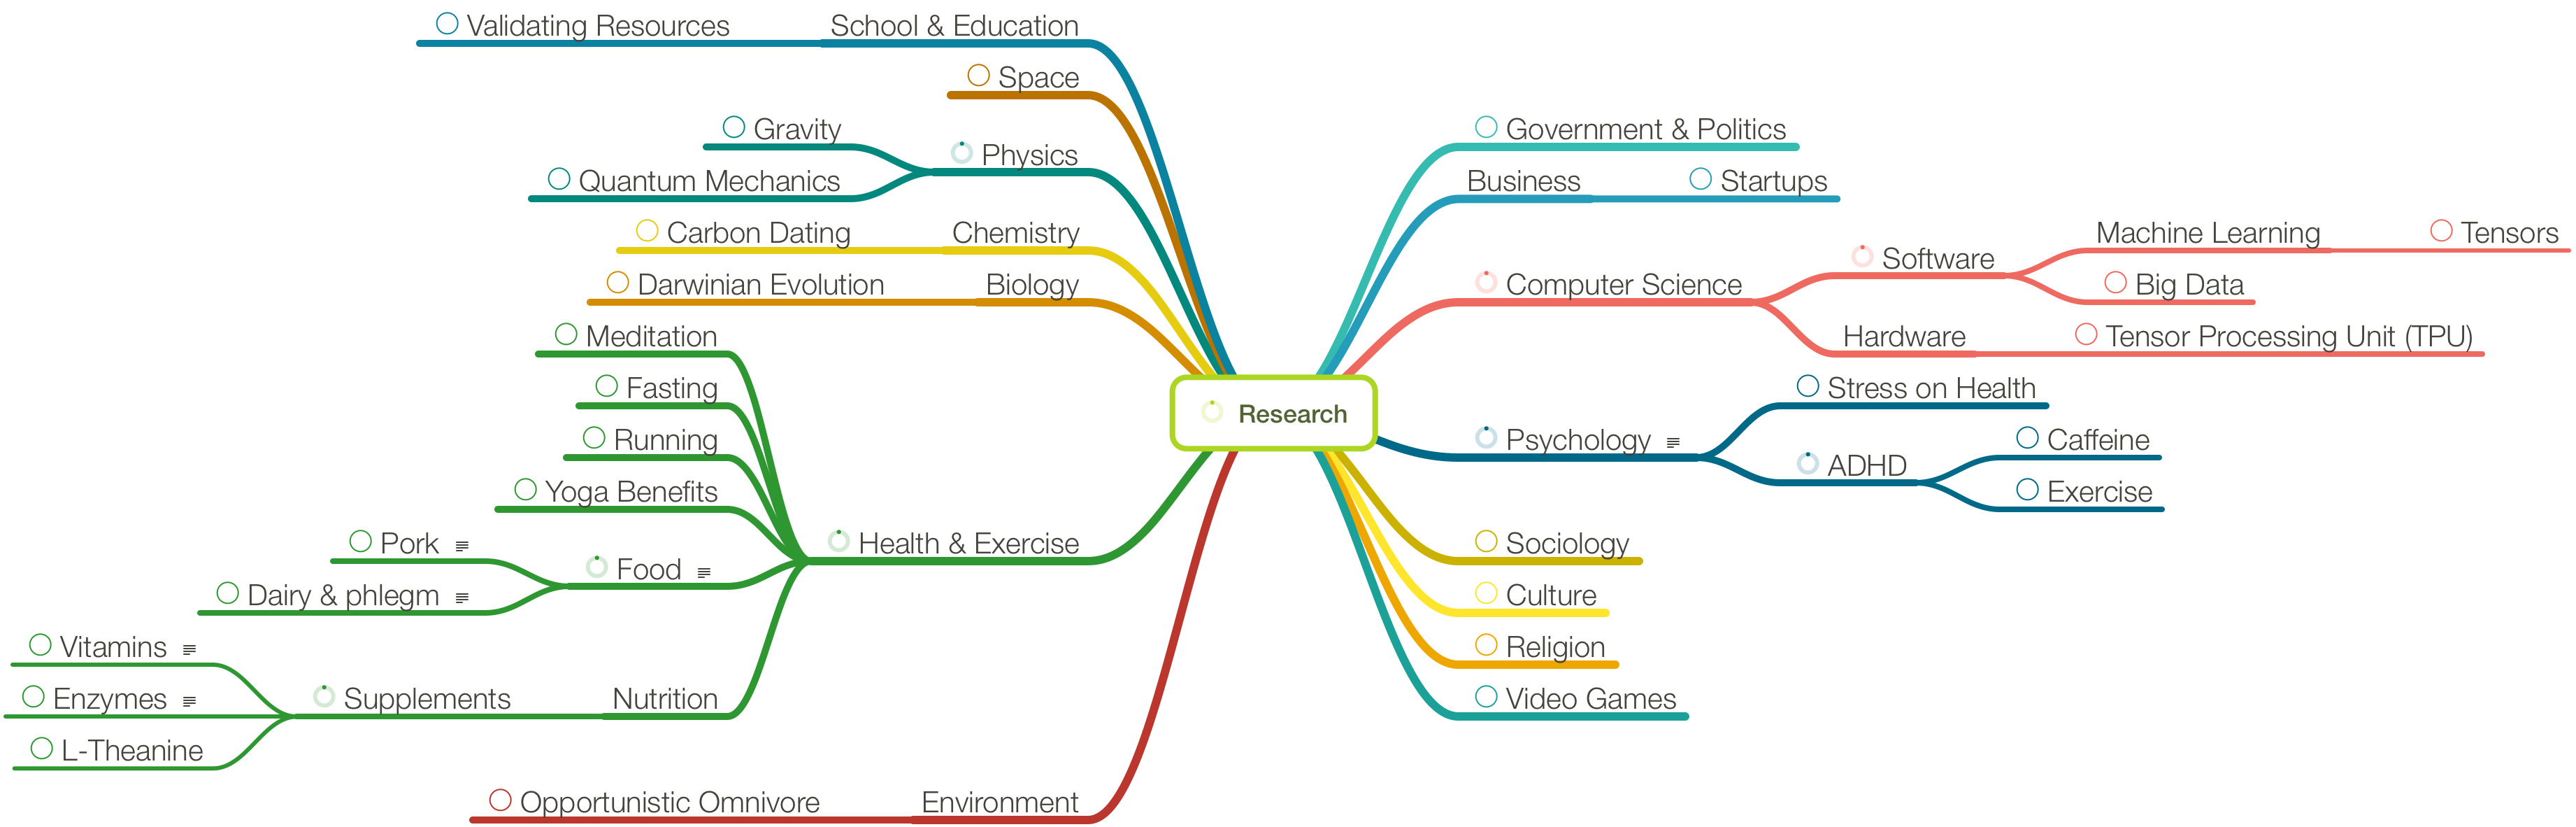 Validating Resources
School & Education
Space
Gravity
Physics
Quantum Mechanics
Carbon Dating
Chemistry
Darwinian Evolution
Biology
Meditation
Fasting
Running
Yoga Benefits
Health & Exercise
Pork
Food
Dairy & phlegm
Vitamins
Enzymes
Supplements
Nutrition
L-Theanine
Opportunistic Omnivore
Environment
Research
Government & Politics
Business
Startups
Computer Science
Software
Machine Learning
Tensors
Big Data
Hardware
Tensor Processing Unit (TPU)
Psychology
Stress on Health
ADHD
Caffeine
Exercise
Sociology
Culture
Religion
Video Games